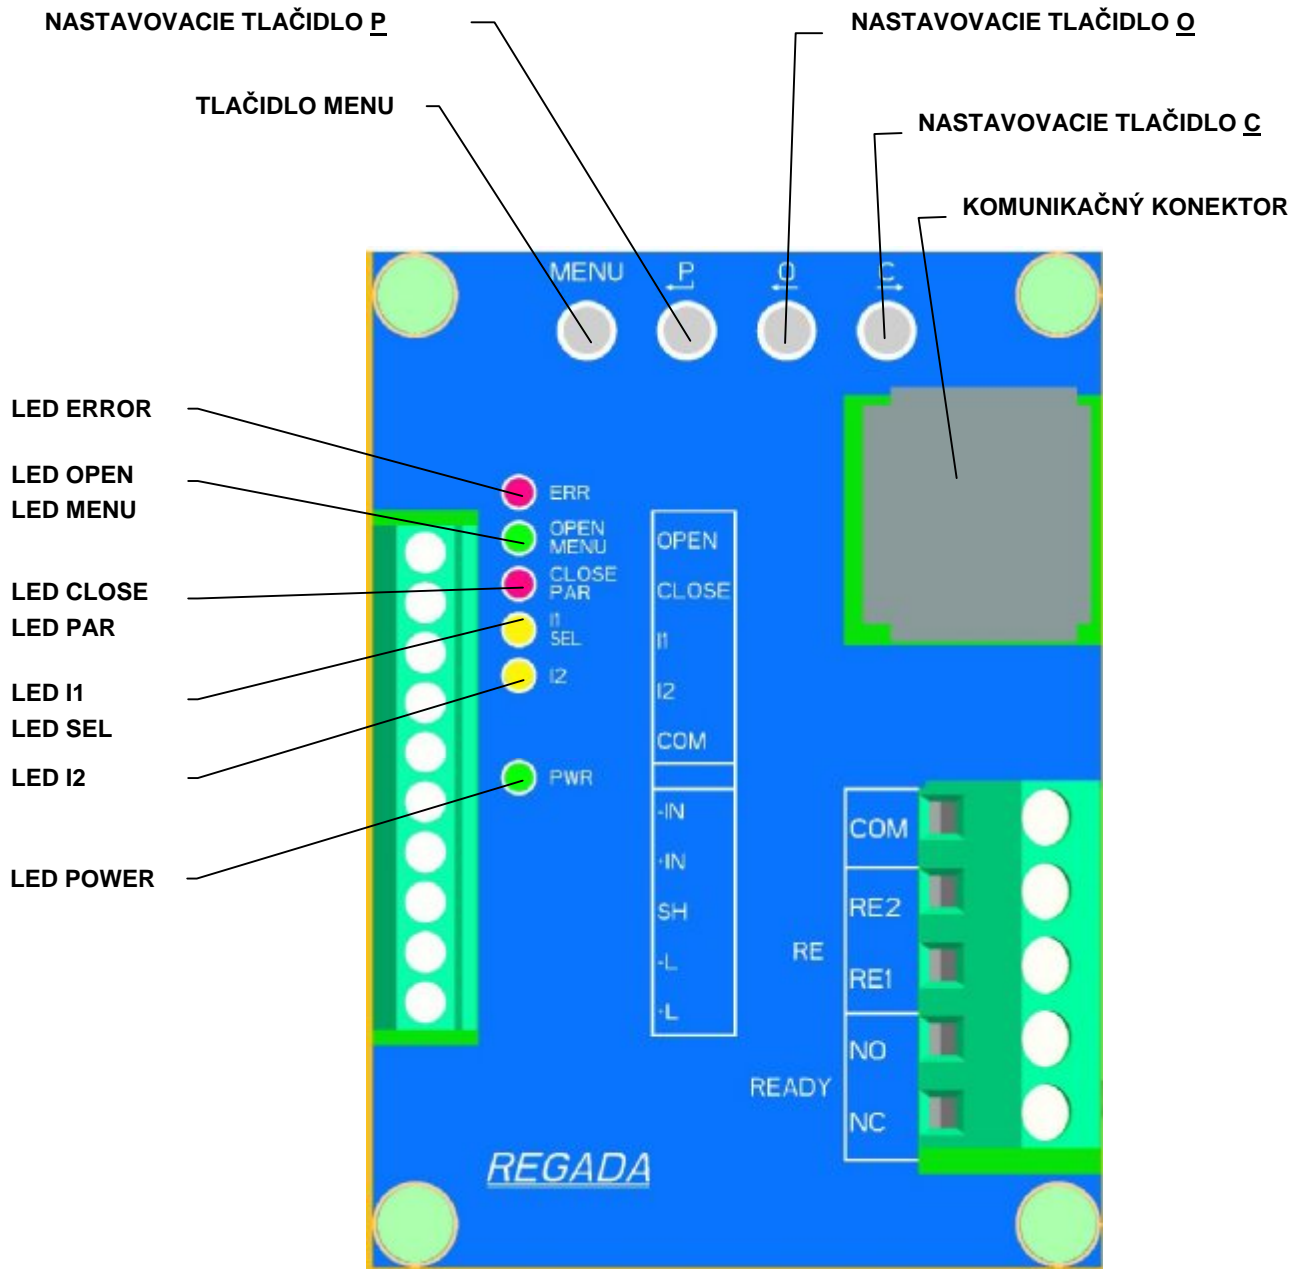 NASTAVOVACIE TLAČIDLO P
NASTAVOVACIE TLAČIDLO O
TLAČIDLO MENU
NASTAVOVACIE TLAČIDLO C
KOMUNIKAČNÝ KONEKTOR
MENU
P
O
C
LED ERROR
LED OPEN
LED MENU
LED CLOSE
LED PAR
LED I1
LED SEL
LED I2
LED POWER
ERR
OPEN
MENU
CLOSE
PAR
I1
SEL
I2
PWR
OPEN
CLOSE
I1
I2
COM
-IN
+IN
SH
-L
+L
COM
RE2
RE
RE1
NO
READY
NC
REGADA